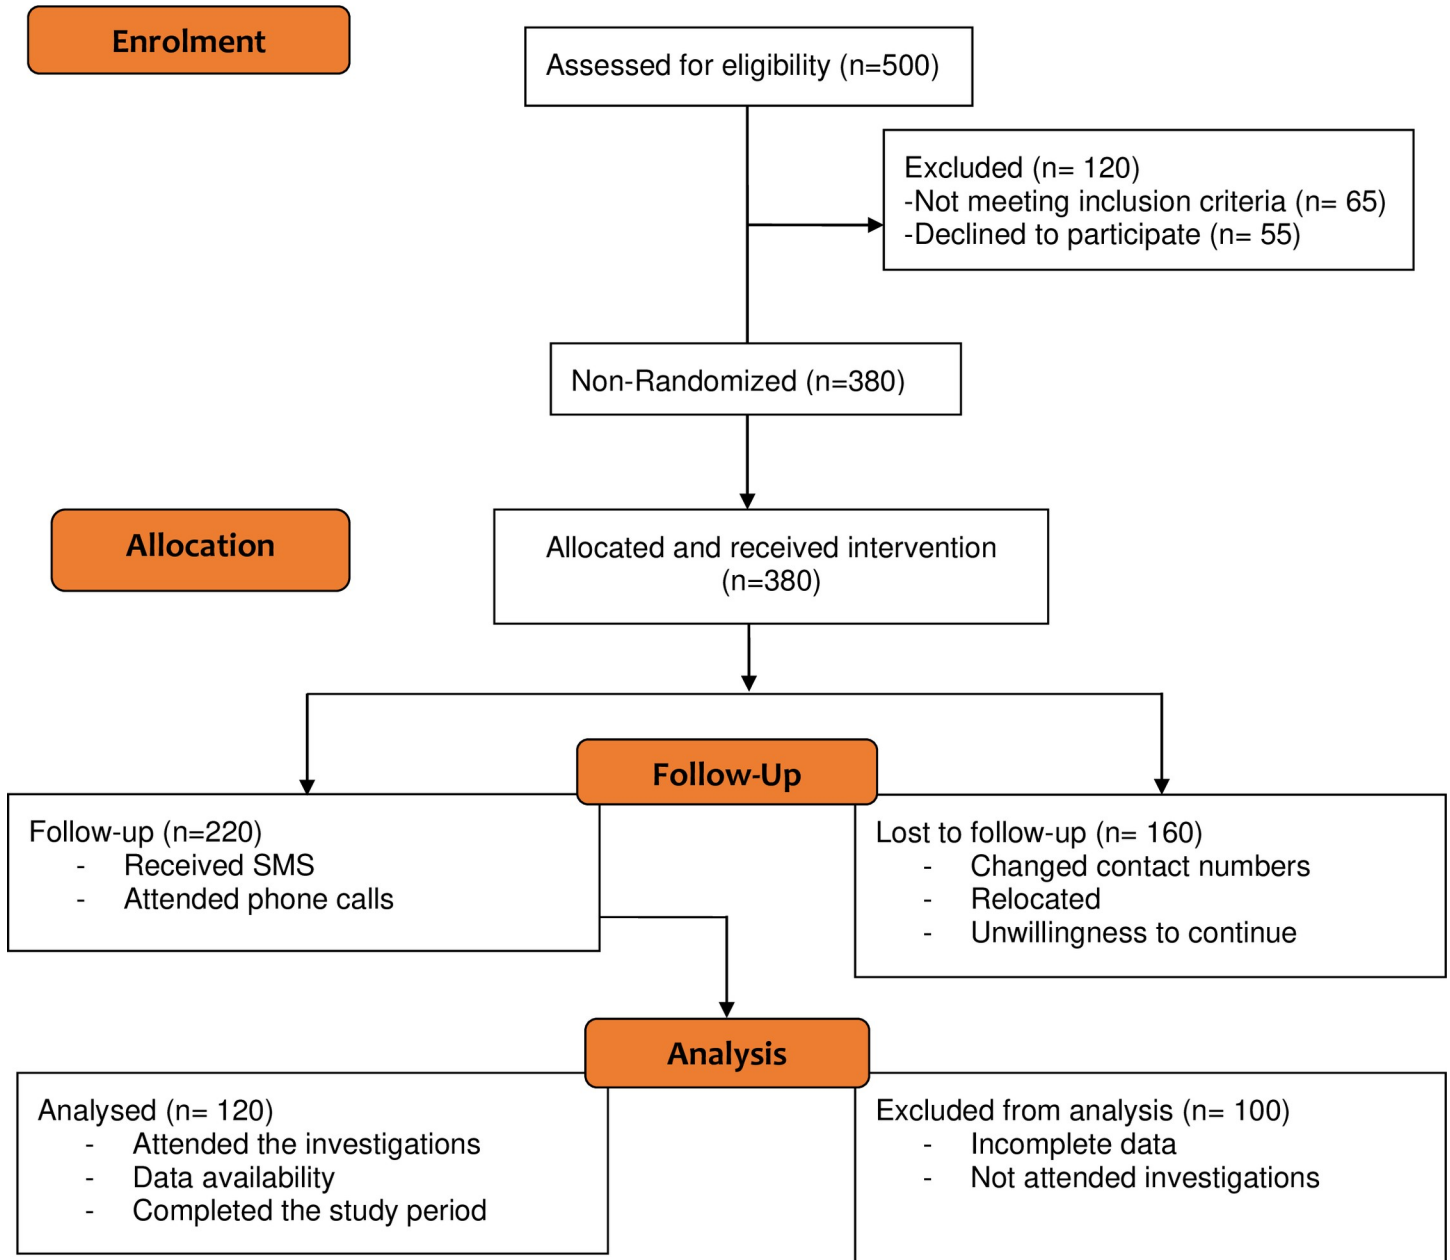 Enrolment
Assessed for eligibility (n=500)
Excluded (n= 120)
-Not meeting inclusion criteria (n= 65)
-Declined to participate (n= 55)
Non-Randomized (n=380)
Allocation
Allocated and received intervention
(n=380)
Follow-Up
Follow-up (n=220)
- Received SMS
- Attended phone calls
Lost to follow-up (n= 160)
- Changed contact numbers
- Relocated
- Unwillingness to continue
Analysis
Analysed (n= 120)
- Attended the investigations
- Data availability
- Completed the study period
Excluded from analysis (n= 100)
- Incomplete data
- Not attended investigations